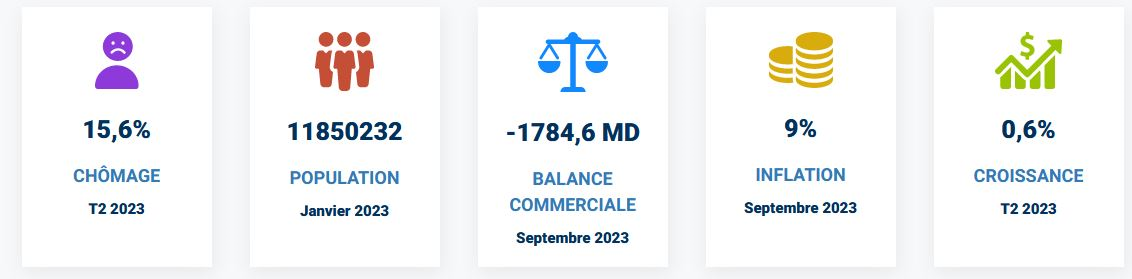 15,6%
CHÔMAGE
T2 2023
11850232
POPULATION
Janvier 2023
-1784,6 MD
BALANCE
COMMERCIALE
Septembre 2023
9%
INFLATION
Septembre 2023
$
0,6%
CROISSANCE
T2 2023